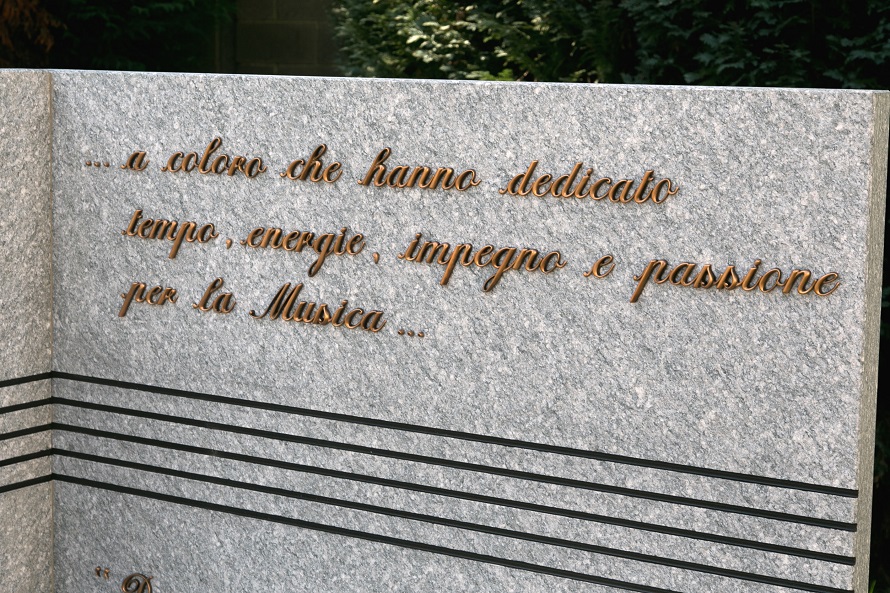 ... a coloro che hanno dedicato
tempo, energie, impegno e passione
per la Musica ...